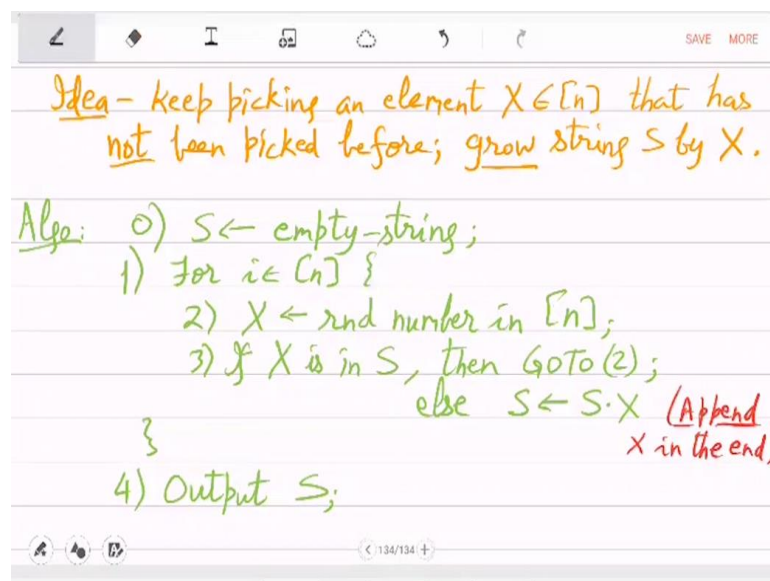 SAVE MORE
Idea - keep picking an element X ∈ [n] that has
not been picked before; grow string S by X.
Algo: 0) S ← empty-string;
1) For i ∈ [n] {
2) X ← rnd number in [n];
3) If X is in S, then GOTO (2);
else S ← S·X (Append
X in the end,
}
4) Output S;
134/134